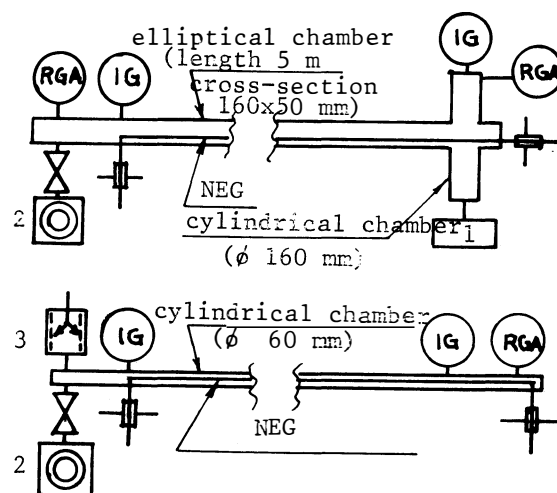 elliptical chamber
(length 5 m
cross-section
160x50 mm)
IG
RGA
IG
RGA
NEG
2
cylindrical chamber
1
(ø 160 mm)
3
cylindrical chamber
(ø 60 mm)
IG
IG
RGA
NEG
2